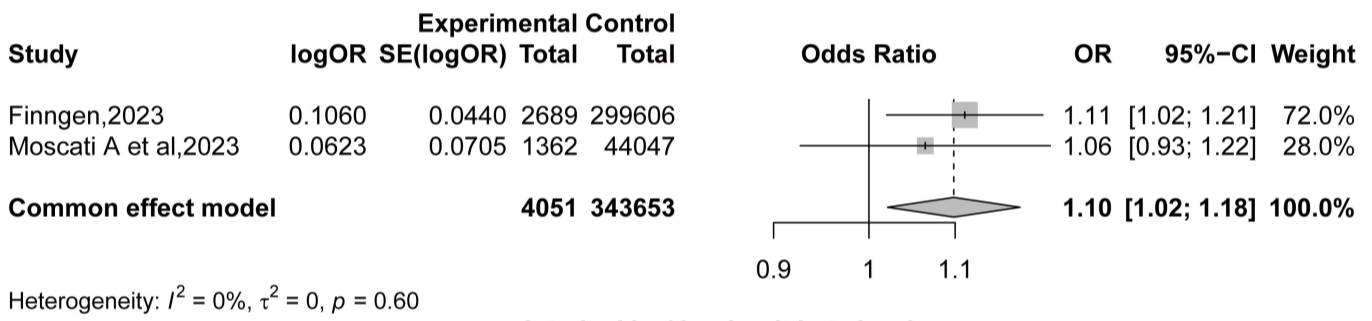 Experimental Control
Study logOR SE(logOR) Total Total Odds Ratio OR 95%−CI Weight
Finngen,2023 0.1060 0.0440 2689 299606 1.11 [1.02; 1.21] 72.0%
Moscati A et al,2023 0.0623 0.0705 1362 44047 1.06 [0.93; 1.22] 28.0%
Common effect model 4051 343653 1.10 [1.02; 1.18] 100.0%
0.9 1 1.1
Heterogeneity: I² = 0%, τ² = 0, p = 0.60